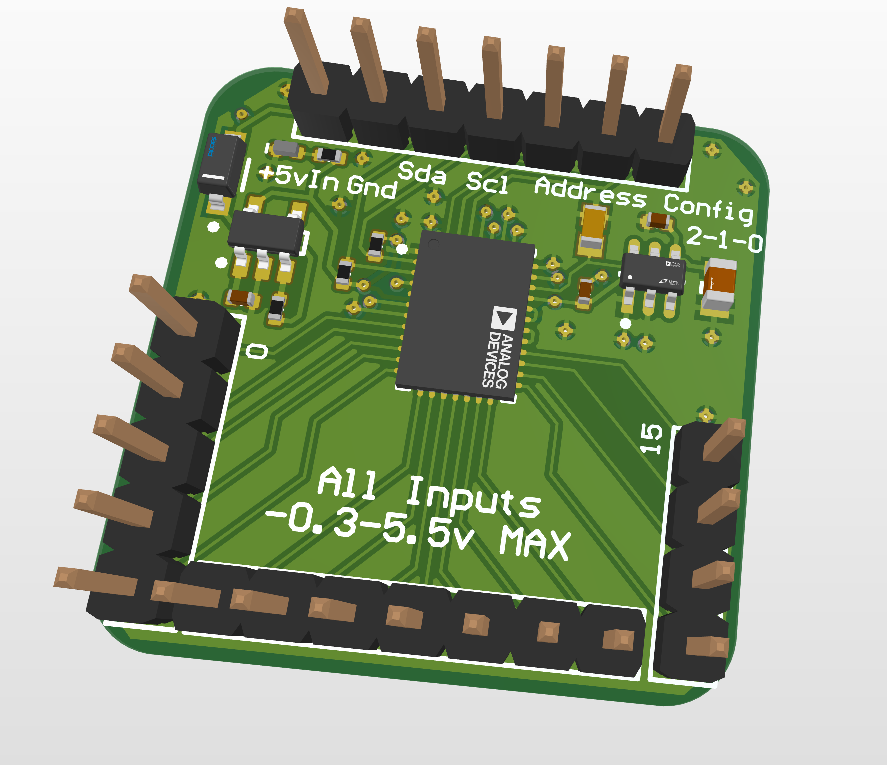 +5vIn Gnd Sda Scl Address Config
2-1-0
0
ANALOG
DEVICES
15
All Inputs
-0.3-5.5v MAX